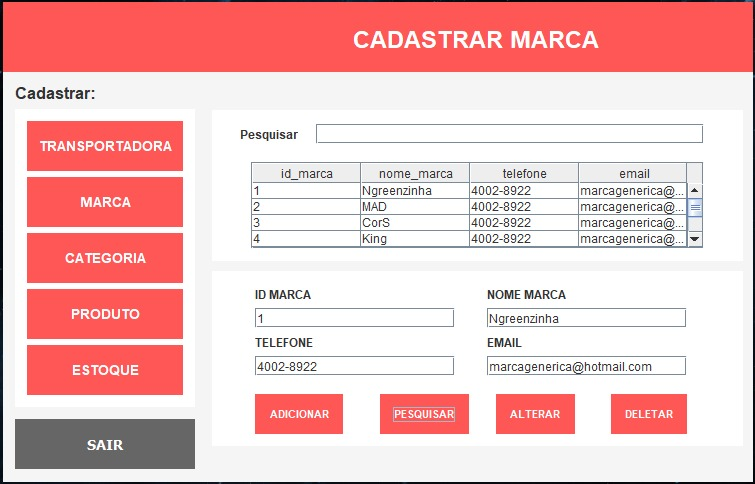 CADASTRAR MARCA
Cadastrar:
TRANSPORTADORA
MARCA
CATEGORIA
PRODUTO
ESTOQUE
SAIR
Pesquisar
id_marca nome_marca telefone email
1 Ngreenzinha 4002-8922 marcagenerica@...
2 MAD 4002-8922 marcagenerica@...
3 CorS 4002-8922 marcagenerica@...
4 King 4002-8922 marcagenerica@...
ID MARCA NOME MARCA
1 Ngreenzinha
TELEFONE EMAIL
4002-8922 marcagenerica@hotmail.com
ADICIONAR PESQUISAR ALTERAR DELETAR